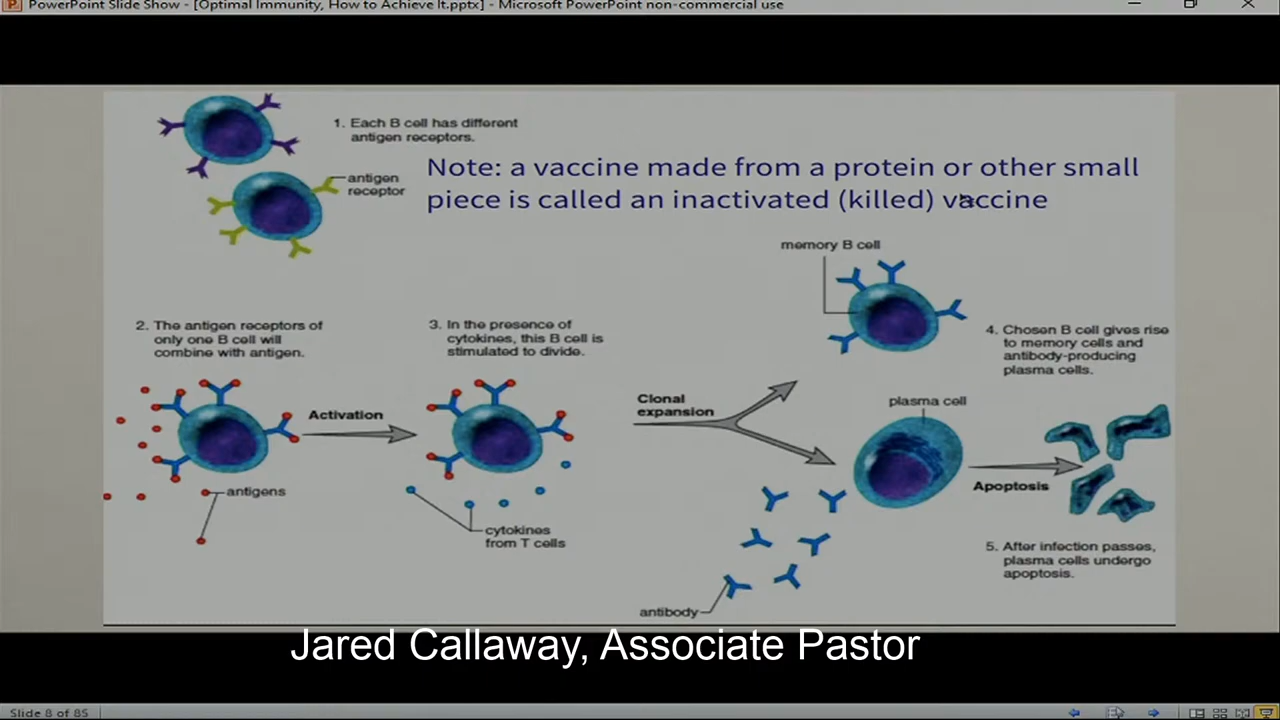 PowerPoint Slide Show - [Optimal Immunity, How to Achieve It.pptx] - Microsoft PowerPoint non-commercial use
1. Each B cell has different
antigen receptors.
antigen
receptor
Note: a vaccine made from a protein or other small
piece is called an inactivated (killed) vaccine
memory B cell
2. The antigen receptors of
only one B cell will
combine with antigen.
3. In the presence of
cytokines, this B cell is
stimulated to divide.
4. Chosen B cell gives rise
to memory cells and
antibody-producing
plasma cells.
Activation
Clonal
expansion
plasma cell
antigens
cytokines
from T cells
Apoptosis
5. After infection passes,
plasma cells undergo
apoptosis.
antibody
Jared Callaway, Associate Pastor
Slide 8 of 85